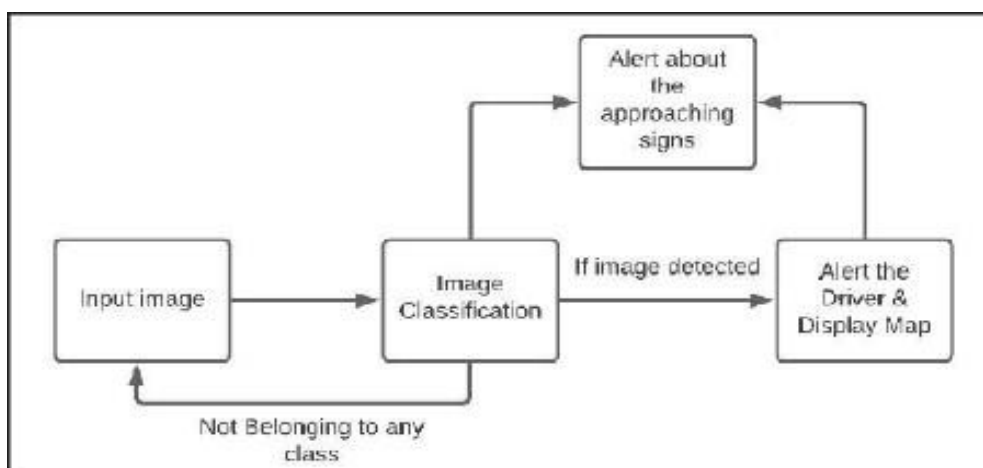 Alert about
the
approaching
signs
Input image
Image
Classification
If image detected
Alert the
Driver &
Display Map
Not Belonging to any
class